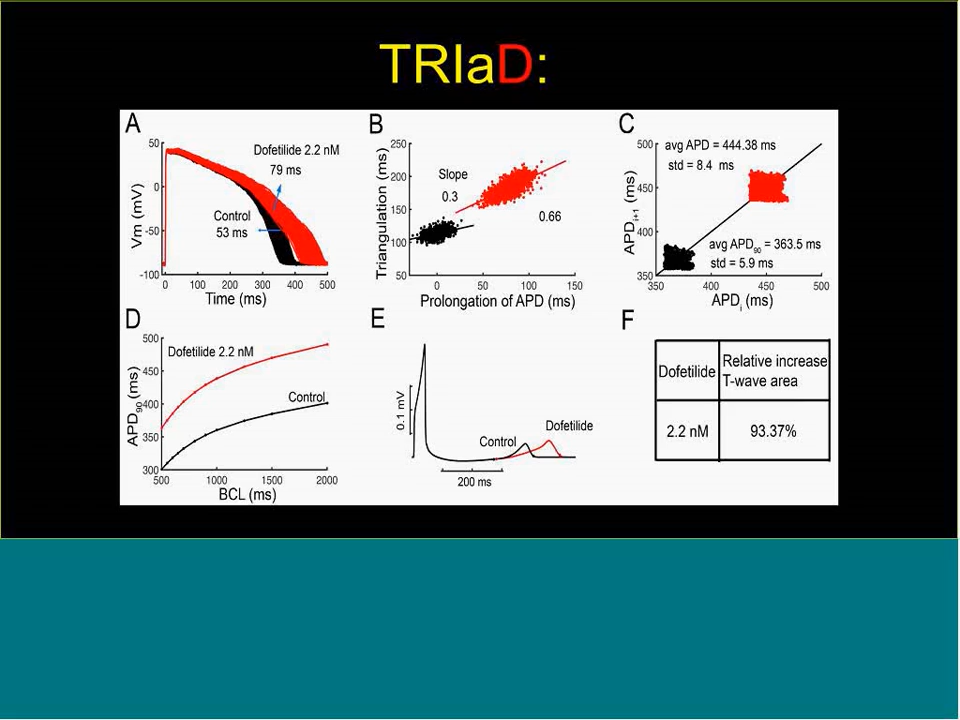 TRIaD:
A
50
0
-50
-100
Vm (mV)
Dofetilide 2.2 nM
79 ms
Control
53 ms
0 100 200 300 400 500
Time (ms)
B
250
200
150
100
50
Triangulation (ms)
Slope
0.3
0.66
0 50 100 150
Prolongation of APD (ms)
C
500
450
400
350
APDi+1 (ms)
avg APD = 444.38 ms
std = 8.4 ms
avg APD90 = 363.5 ms
std = 5.9 ms
350 400 450 500
APDi (ms)
D
500
450
400
350
300
APD90 (ms)
Dofetilide 2.2 nM
Control
500 1000 1500 2000
BCL (ms)
E
0.1 mV
Control
Dofetilide
200 ms
F
Dofetilide
Relative increase
T-wave area
2.2 nM
93.37%